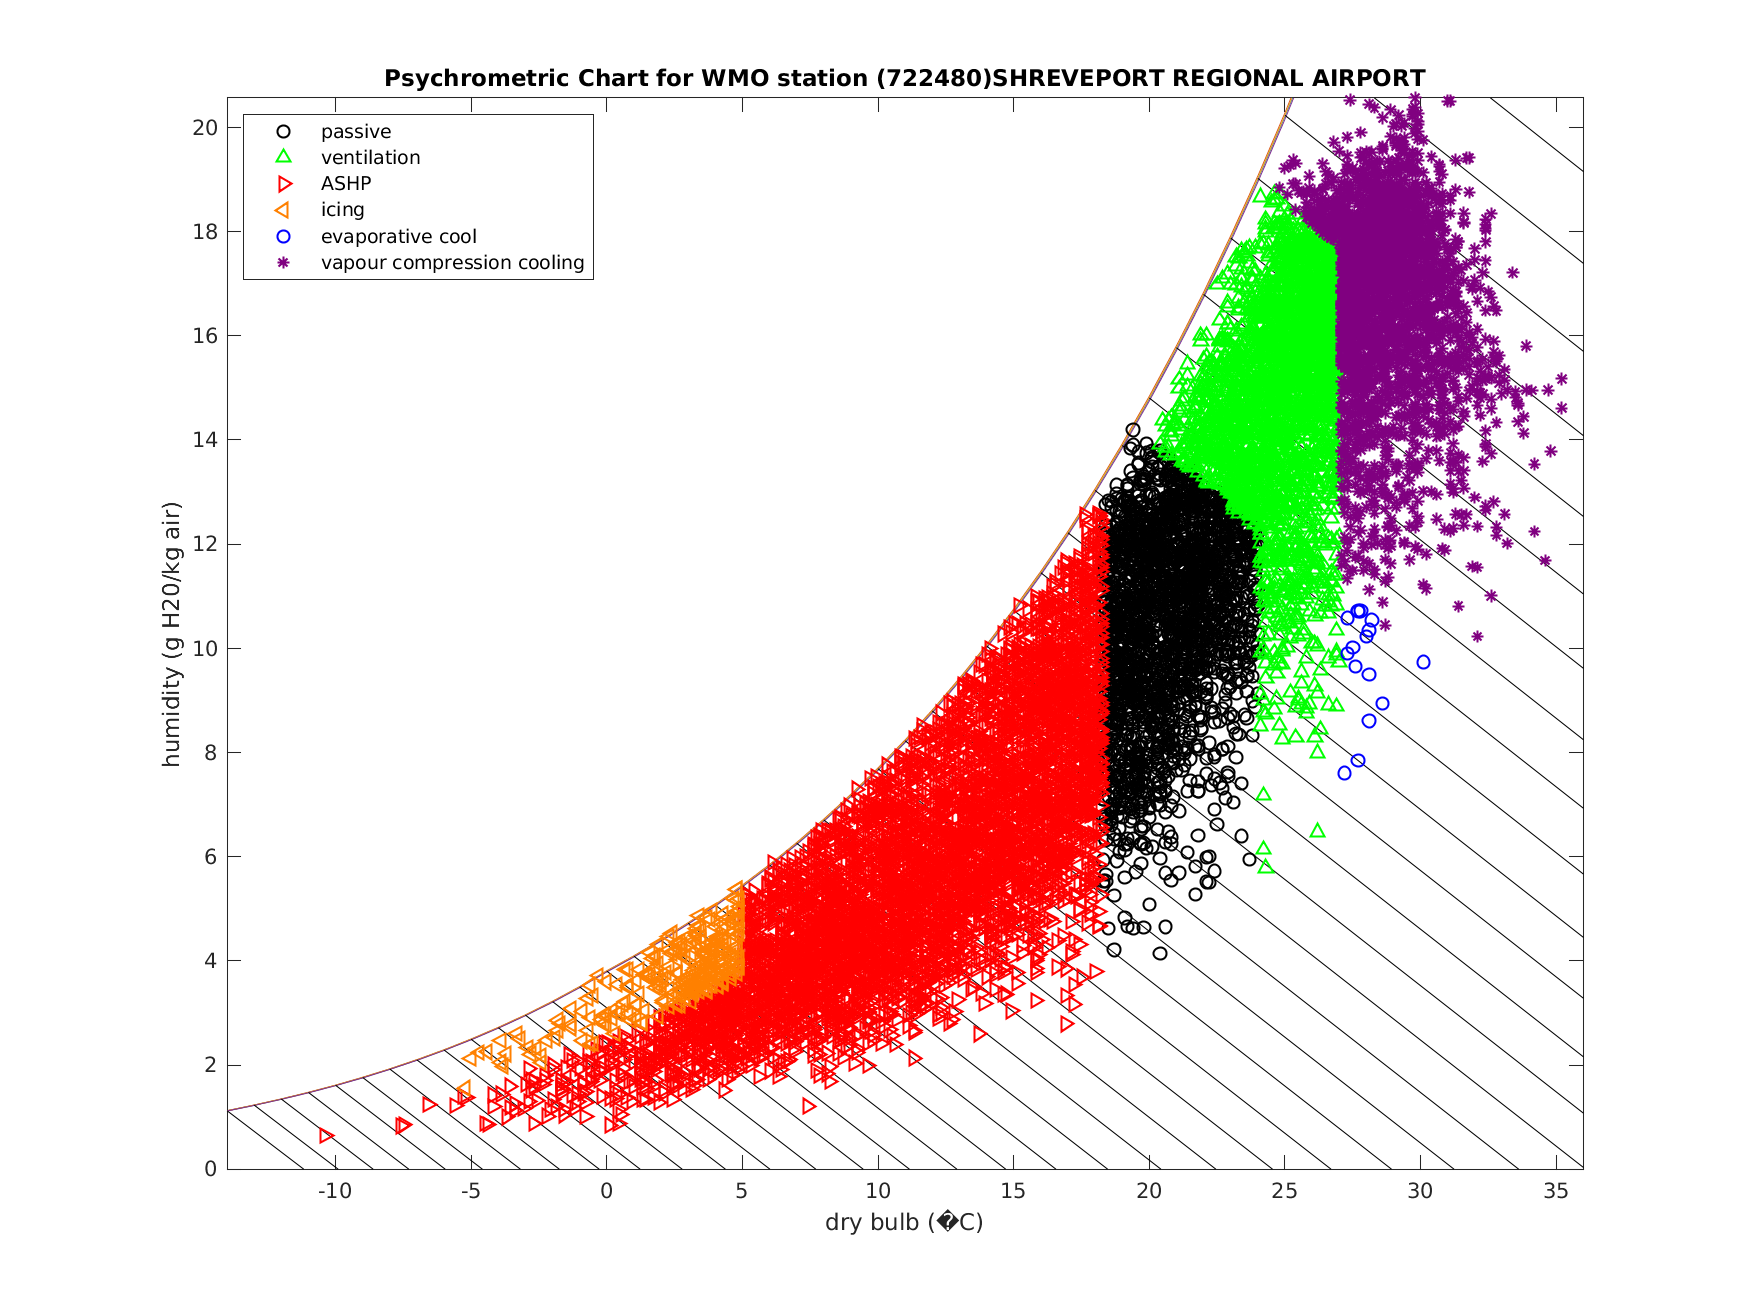 Psychrometric Chart for WMO station (722480)SHREVEPORT REGIONAL AIRPORT
passive
ventilation
ASHP
icing
evaporative cool
vapour compression cooling
20
18
16
14
12
10
8
6
4
2
0
humidity (g H20/kg air)
-10 -5 0 5 10 15 20 25 30 35
dry bulb (�C)